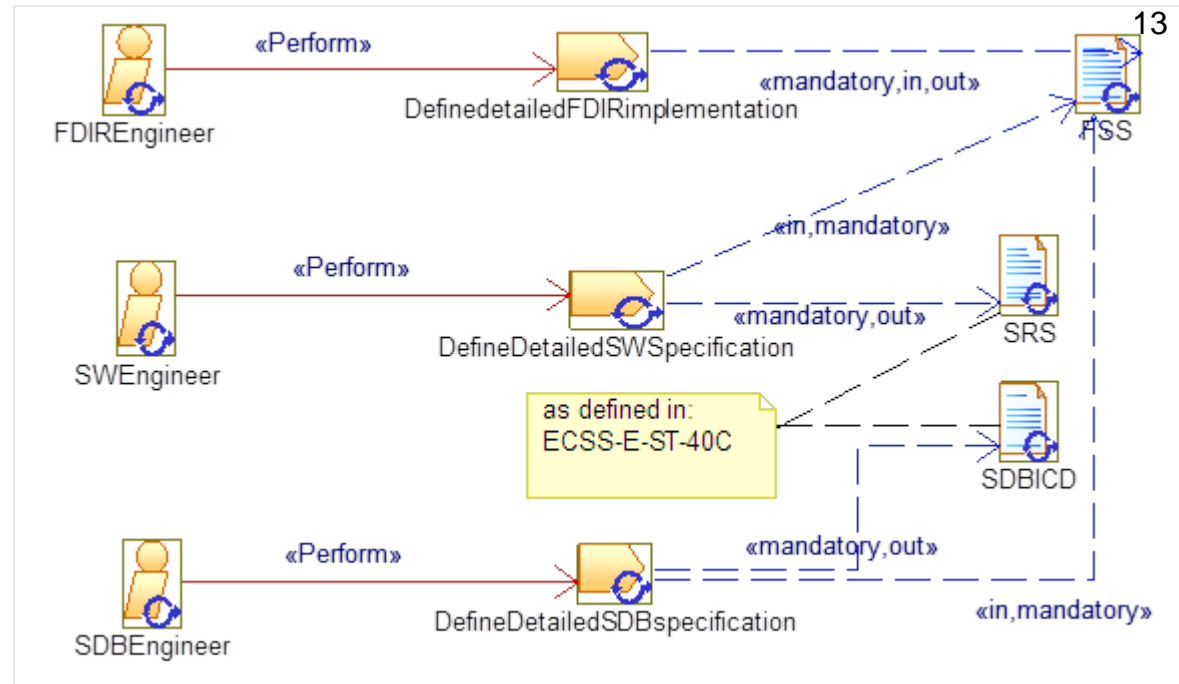 13
«Perform»
«mandatory,in,out»
FDIREngineer
DefinedetailedFDIRimplementation
FSS
«in,mandatory»
«Perform»
«mandatory,out»
SWEngineer
DefineDetailedSWSpecification
SRS
as defined in:
ECSS-E-ST-40C
SDBICD
«Perform»
«mandatory,out»
«in,mandatory»
SDBEngineer
DefineDetailedSDBspecification